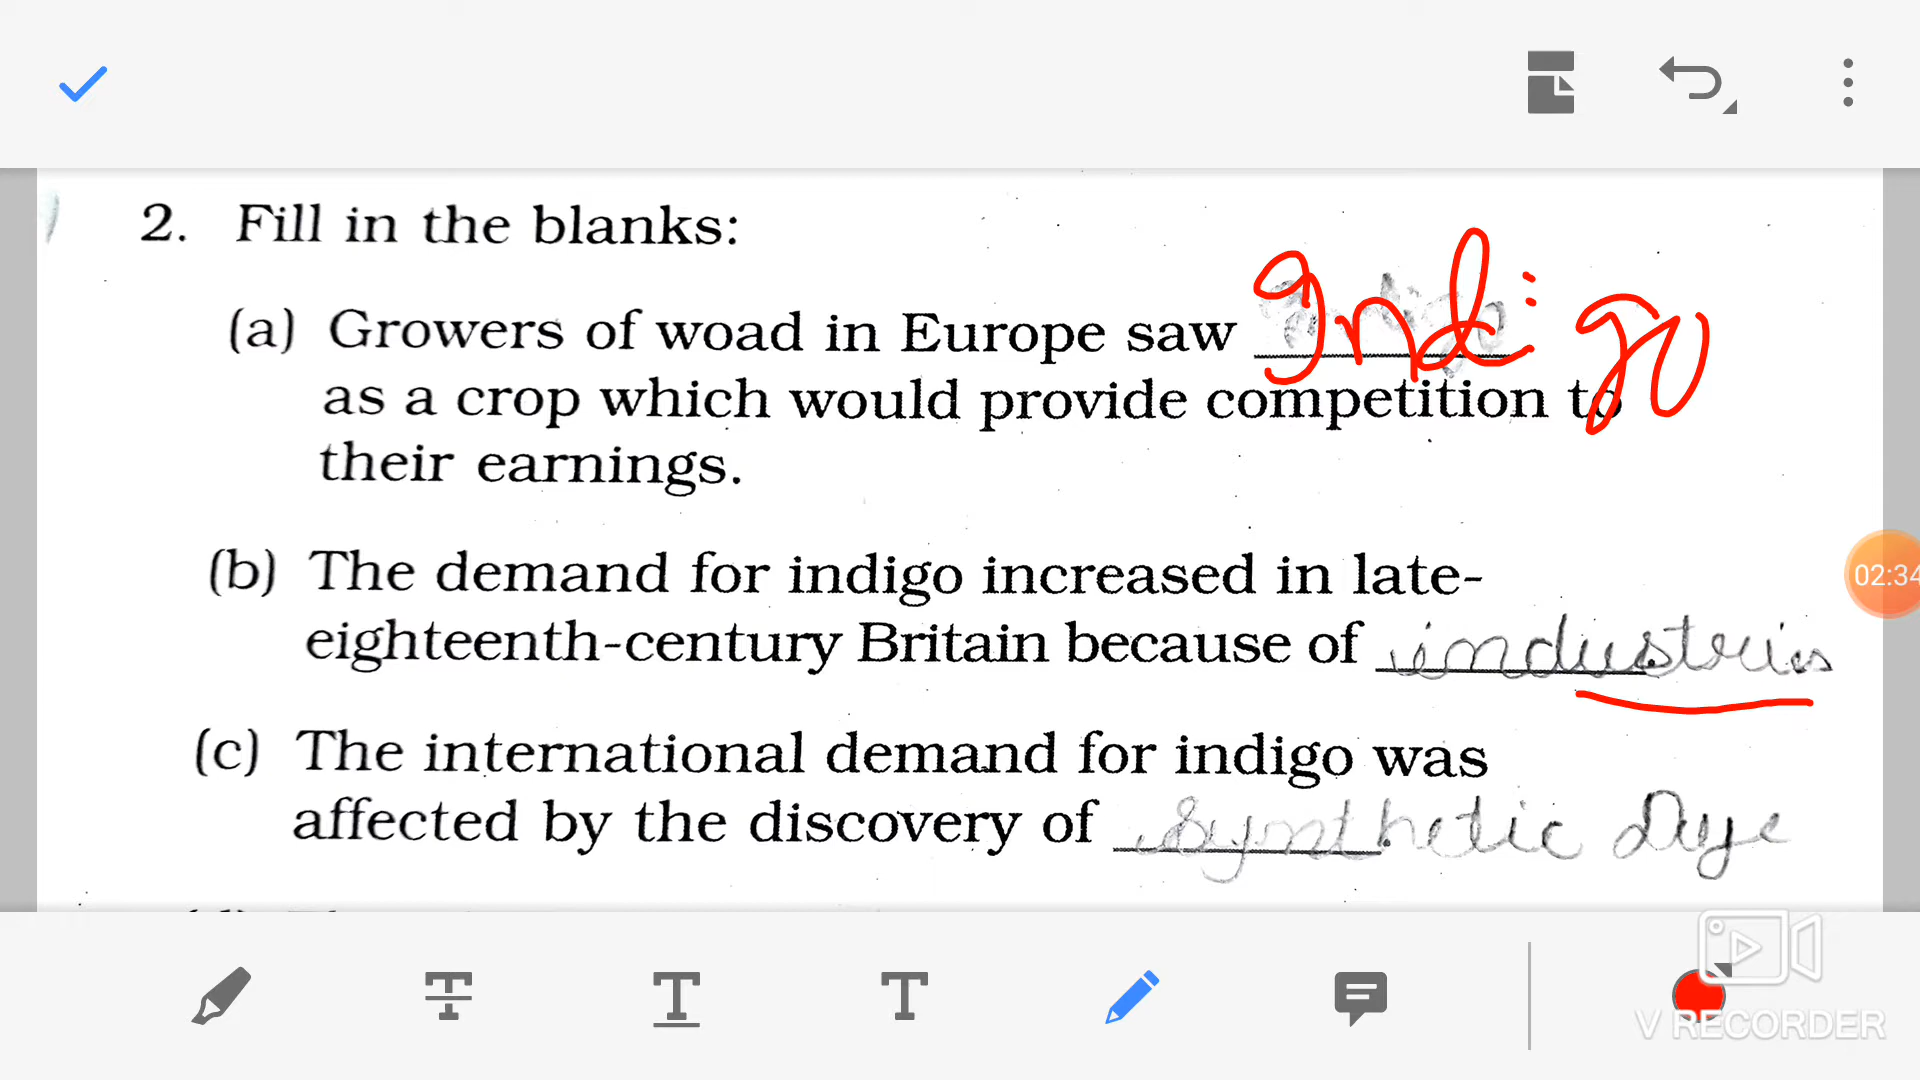 2. Fill in the blanks:
(a) Growers of woad in Europe saw Indigo
as a crop which would provide competition to
their earnings.
(b) The demand for indigo increased in late-
eighteenth-century Britain because of
02:34
(c) The international demand for indigo was
affected by the discovery of synthetic Dye
V RECORDER